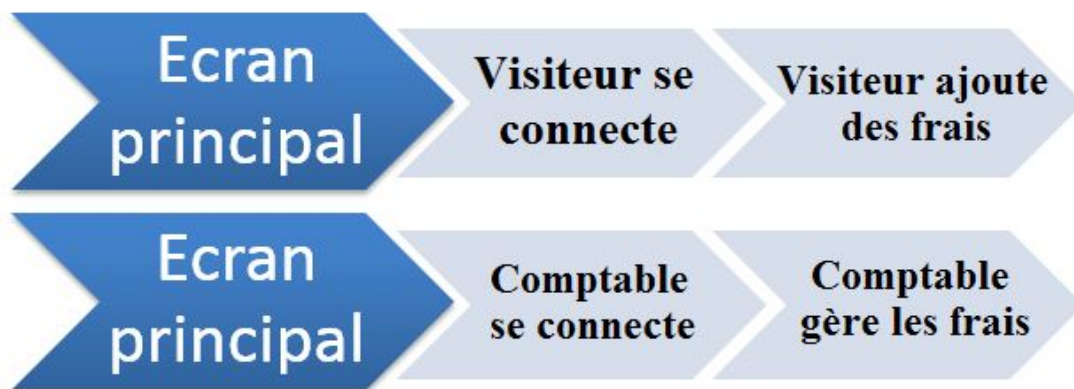 Ecran
principal
Visiteur se
connecte
Visiteur ajoute
des frais
Ecran
principal
Comptable
se connecte
Comptable
gère les frais